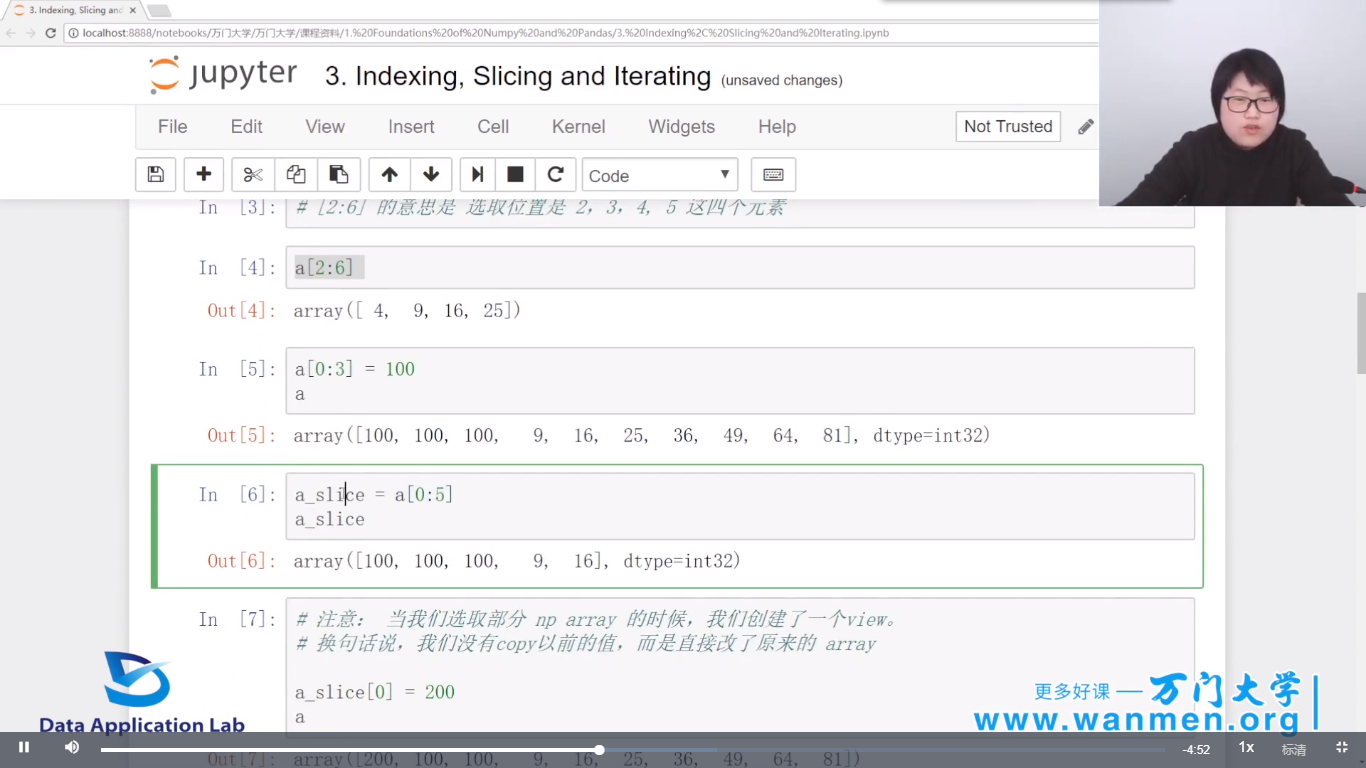 3. Indexing, Slicing and
localhost:8888/notebooks/万门大学/万门大学/课程资料/1.%20Foundations%20of%20Numpy%20and%20Pandas/3.%20Indexing%2C%20Slicing%20and%20Iterating.ipynb
jupyter 3. Indexing, Slicing and Iterating (unsaved changes)
File Edit View Insert Cell Kernel Widgets Help Not Trusted
Code
In [3]: # [2:6] 的意思是 选取位置是 2, 3, 4, 5 这四个元素
In [4]: a[2:6]
Out[4]: array([ 4, 9, 16, 25])
In [5]: a[0:3] = 100
a
Out[5]: array([100, 100, 100, 9, 16, 25, 36, 49, 64, 81], dtype=int32)
In [6]: a_slice = a[0:5]
a_slice
Out[6]: array([100, 100, 100, 9, 16], dtype=int32)
In [7]: # 注意： 当我们选取部分 np array 的时候，我们创建了一个view。
# 换句话说，我们没有copy以前的值，而是直接改了原来的 array
a_slice[0] = 200
a
Out[7]: array([200, 100, 100, 9, 16, 25, 36, 49, 64, 81])
Data Application Lab
更多好课 — 万门大学
www.wanmen.org
-4:52 1x 标清